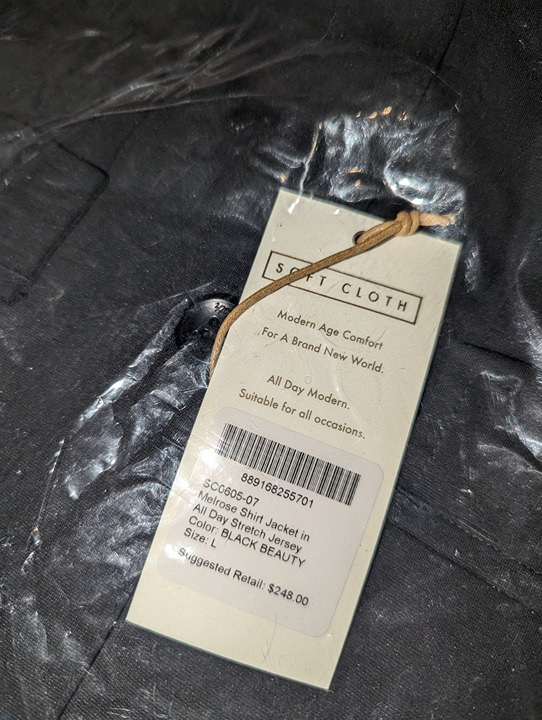 SOFT CLOTH
Modern Age Comfort
For A Brand New World.
All Day Modern.
Suitable for all occasions.
889168255701
SC0605-07
Melrose Shirt Jacket in
All Day Stretch Jersey
Color: BLACK BEAUTY
Size: L
Suggested Retail: $248.00